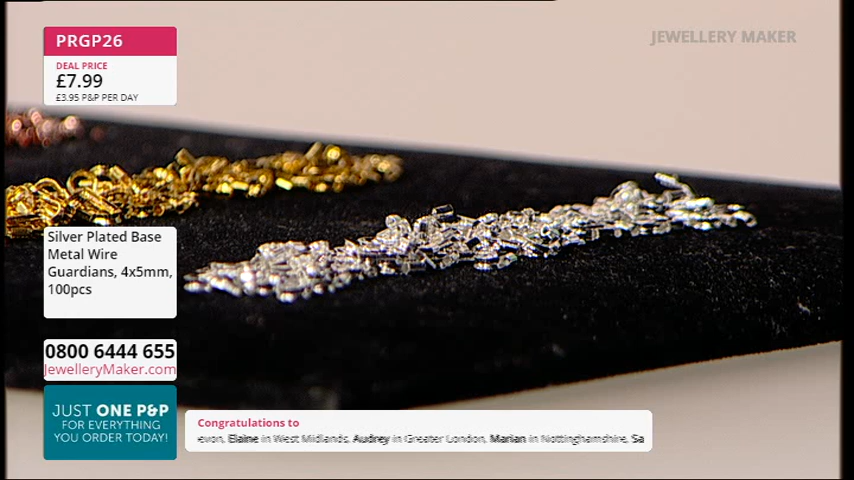 PRGP26
DEAL PRICE
£7.99
£3.95 P&P PER DAY
JEWELLERY MAKER
Silver Plated Base
Metal Wire
Guardians, 4x5mm,
100pcs
0800 6444 655
JewelleryMaker.com
JUST ONE P&P
FOR EVERYTHING
YOU ORDER TODAY!
Congratulations to
evon, Elaine in West Midlands, Audrey in Greater London, Marian in Nottinghamshire, Sa